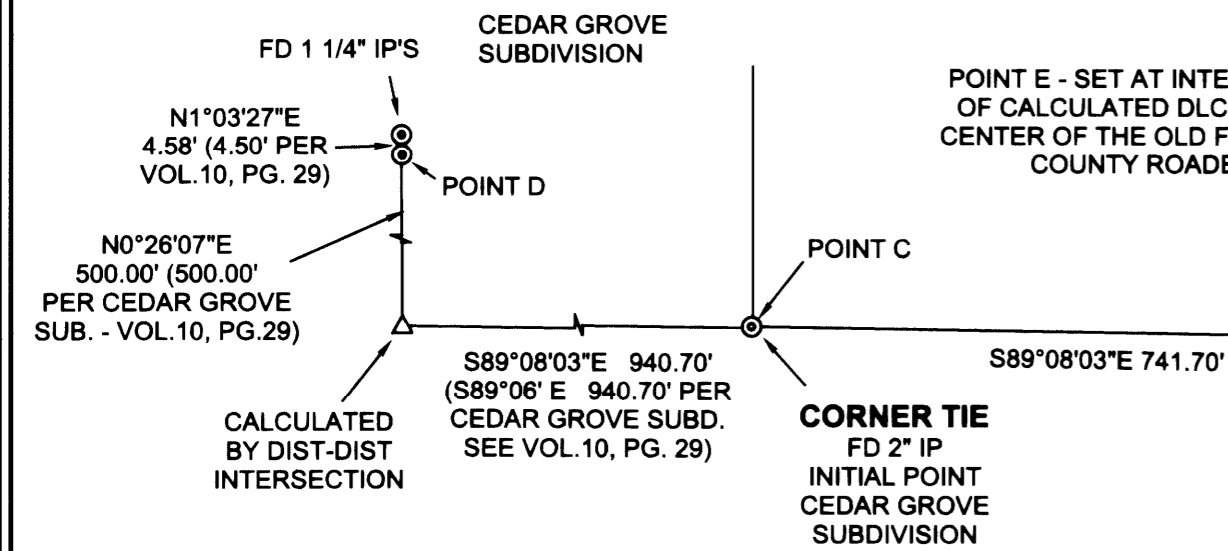 CEDAR GROVE
SUBDIVISION
FD 1 1/4" IP'S
POINT E - SET AT INTE
OF CALCULATED DLC
CENTER OF THE OLD F
COUNTY ROADB
N1°03'27"E
4.58' (4.50' PER
VOL.10, PG. 29)
POINT D
N0°26'07"E
500.00' (500.00'
PER CEDAR GROVE
SUB. - VOL.10, PG.29)
POINT C
S89°08'03"E 940.70'
(S89°06' E 940.70' PER
CEDAR GROVE SUBD.
SEE VOL.10, PG. 29)
S89°08'03"E 741.70'
CALCULATED
BY DIST-DIST
INTERSECTION
CORNER TIE
FD 2" IP
INITIAL POINT
CEDAR GROVE
SUBDIVISION